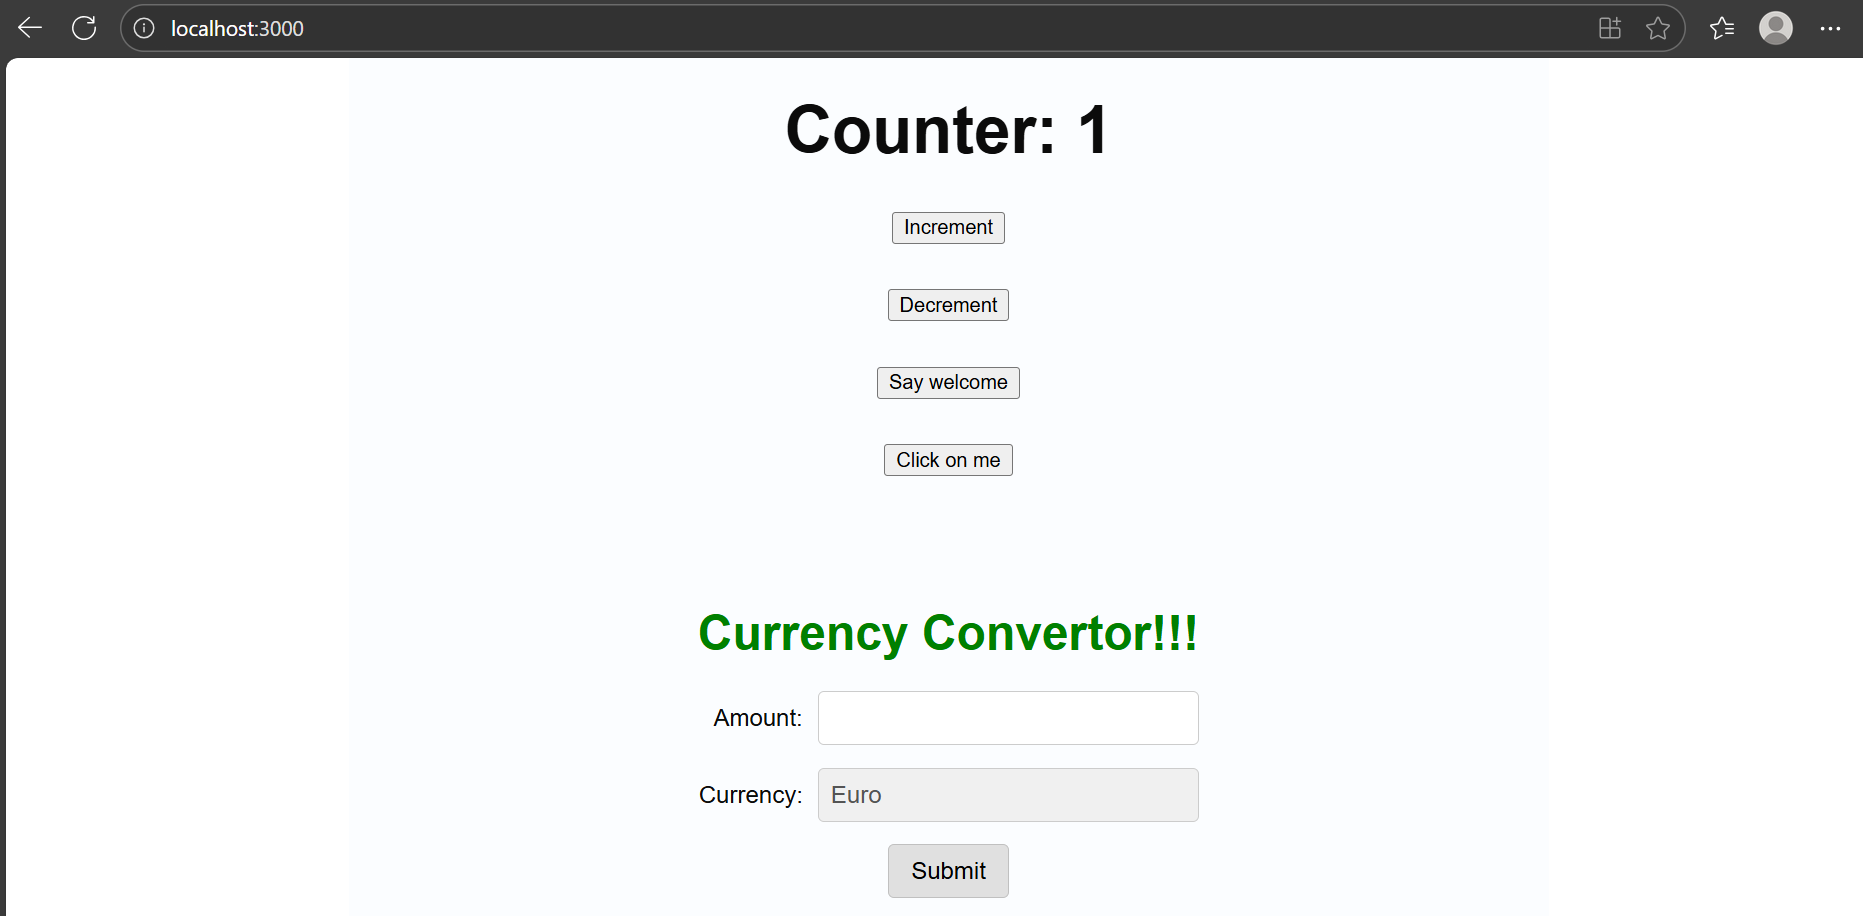 localhost:3000
Counter: 1
Increment
Decrement
Say welcome
Click on me
Currency Convertor!!!
Amount:
Currency: Euro
Submit